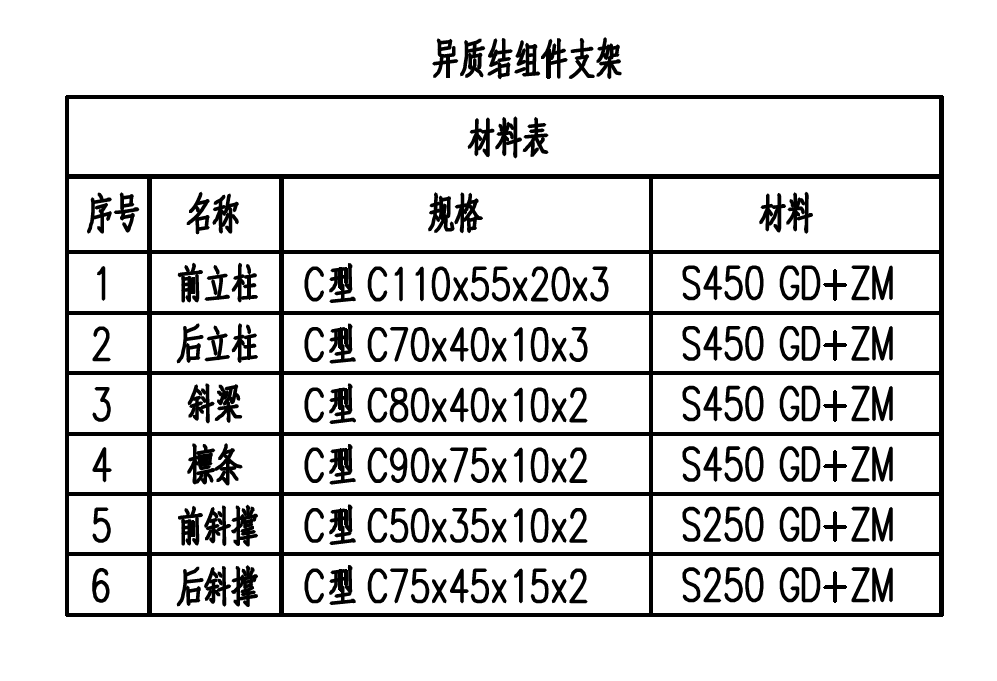 异质结组件支架
材料表
序号 名称 规格 材料
1 前立柱 C型 C110x55x20x3 S450 GD+ZM
2 后立柱 C型 C70x40x10x3 S450 GD+ZM
3 斜梁 C型 C80x40x10x2 S450 GD+ZM
4 檩条 C型 C90x75x10x2 S450 GD+ZM
5 前斜撑 C型 C50x35x10x2 S250 GD+ZM
6 后斜撑 C型 C75x45x15x2 S250 GD+ZM